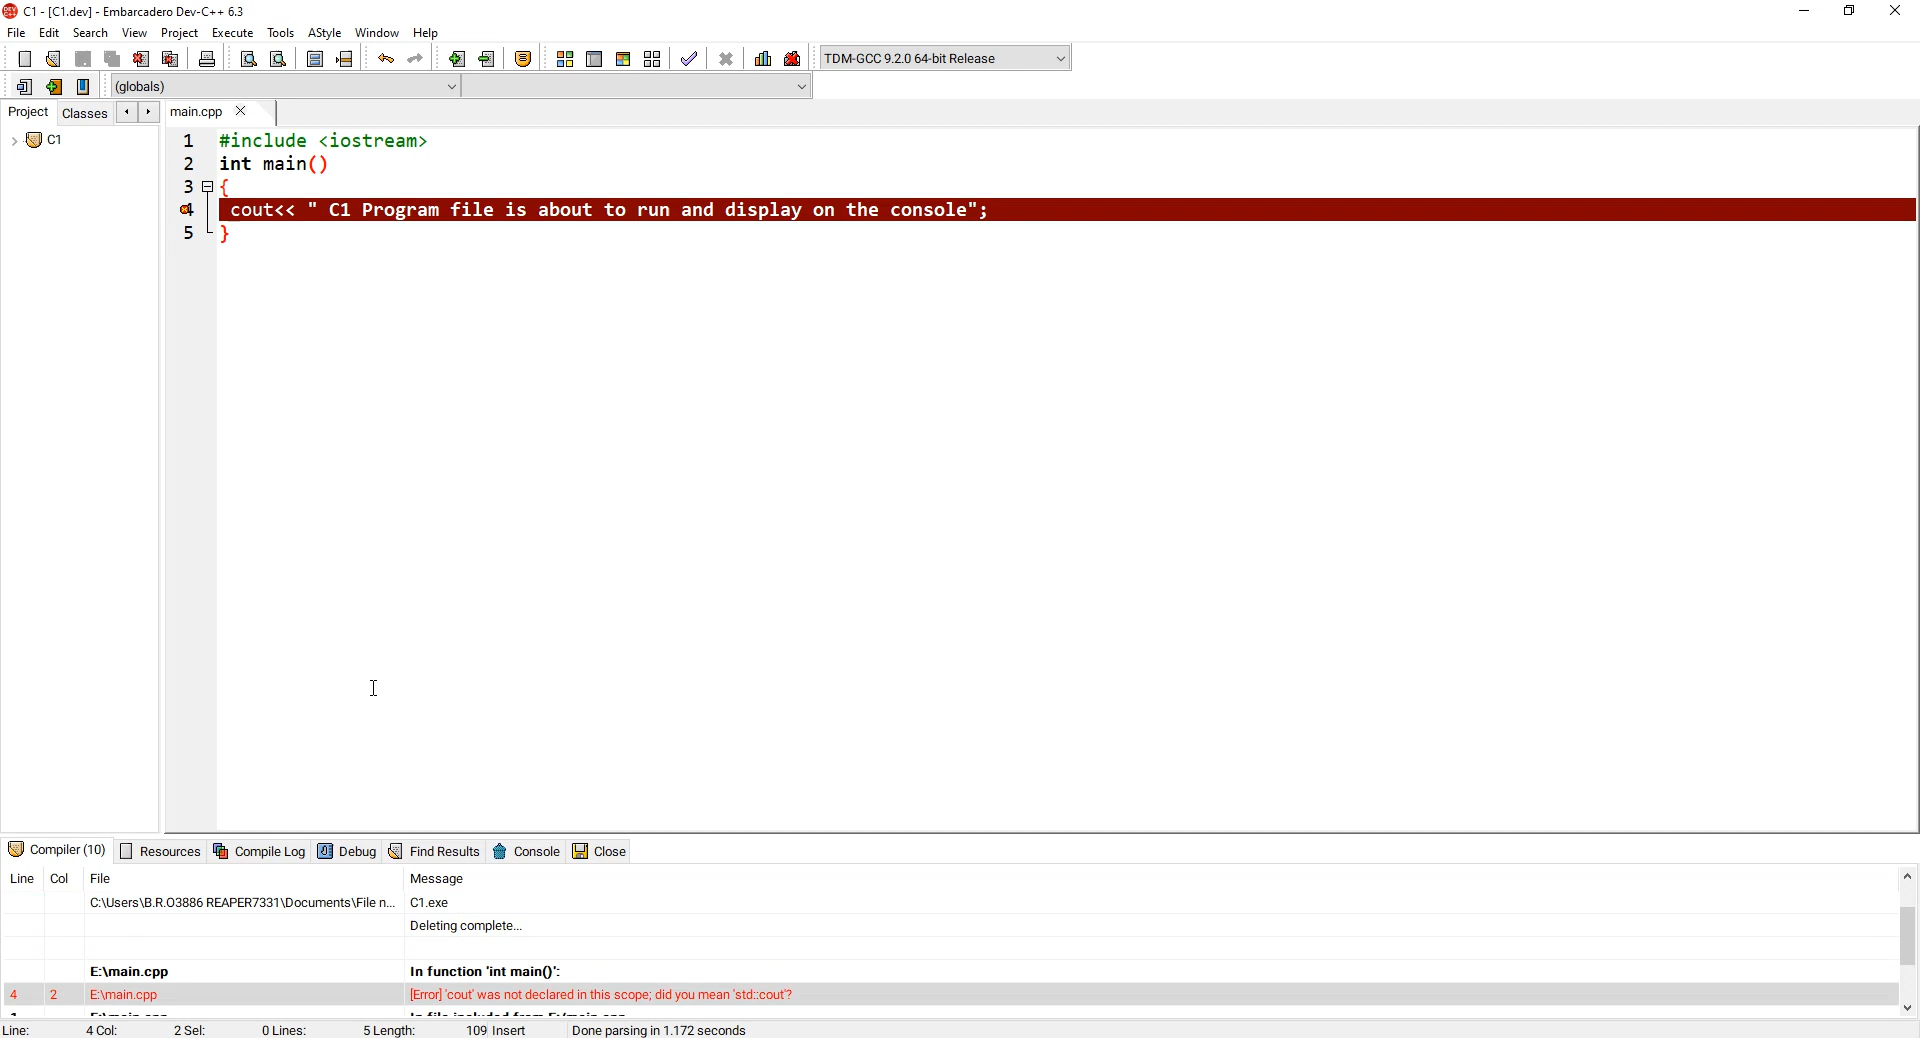 C1 - [C1.dev] - Embarcadero Dev-C++ 6.3
File Edit Search View Project Execute Tools AStyle Window Help
TDM-GCC 9.2.0 64-bit Release
(globals)
Project Classes main.cpp
C1
1 #include <iostream>
2 int main()
3 {
4 cout<< " C1 Program file is about to run and display on the console";
5 }
Compiler (10) Resources Compile Log Debug Find Results Console Close
Line Col File Message
C:\Users\B.R.O3886 REAPER7331\Documents\File n... C1.exe
Deleting complete...
E:\main.cpp In function 'int main()':
4 2 E:\main.cpp [Error] 'cout' was not declared in this scope; did you mean 'std::cout'?
Line: 4 Col: 2 Sel: 0 Lines: 5 Length: 109 Insert Done parsing in 1.172 seconds